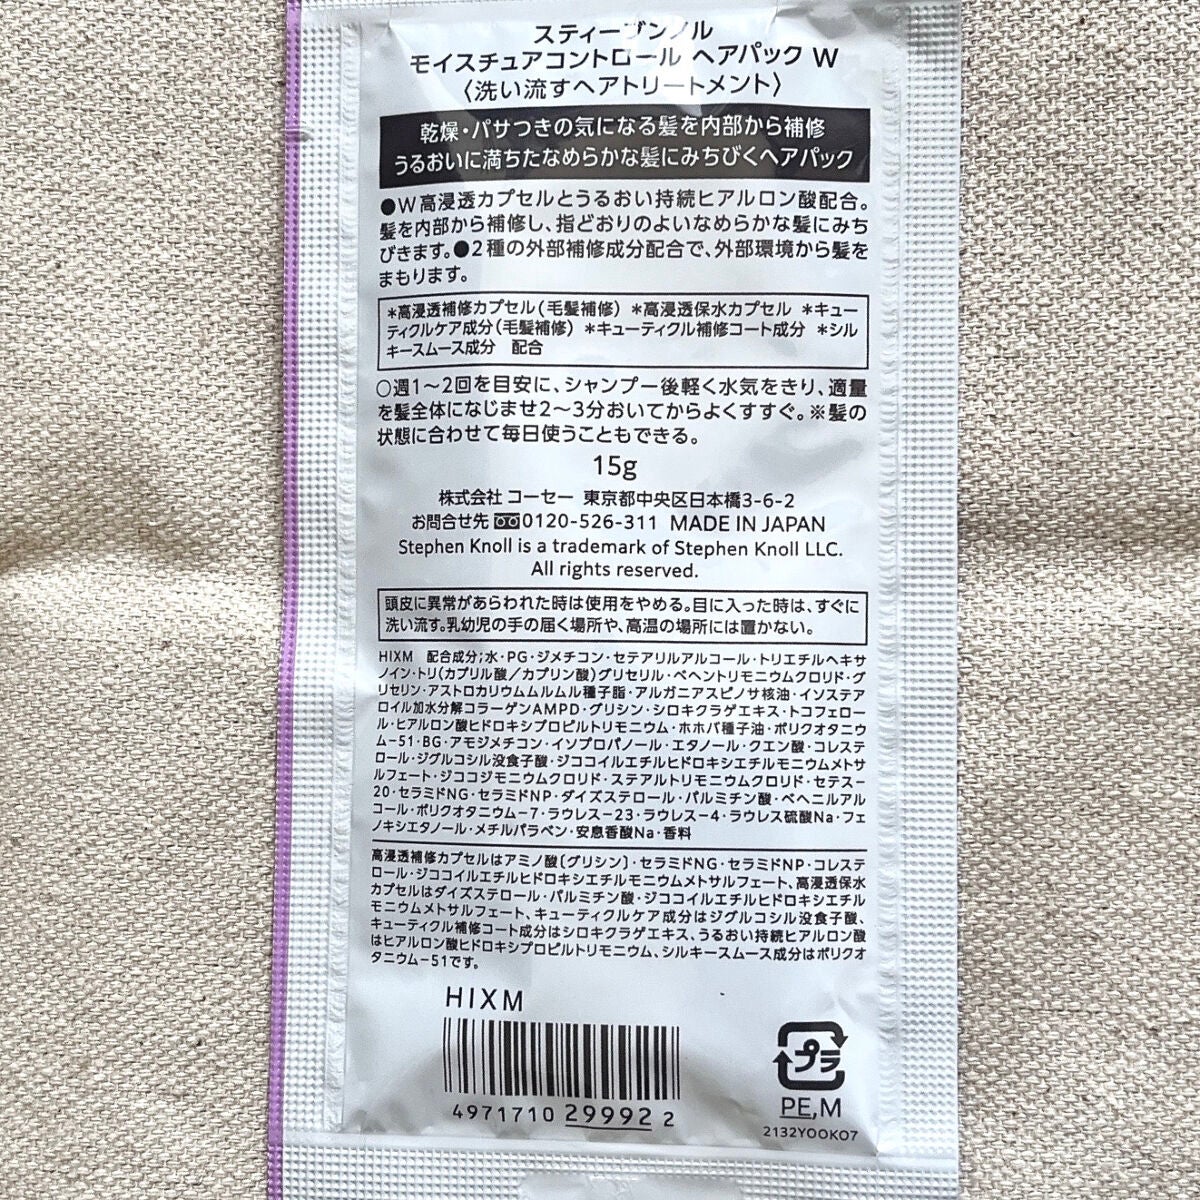 スティーブンノル
モイスチュアコントロール ヘアパック W
〈洗い流すヘアトリートメント〉
乾燥・パサつきの気になる髪を内部から補修
うるおいに満ちたなめらかな髪にみちびくヘアパック
●W高浸透カプセルとうるおい持続ヒアルロン酸配合。
髪を内部から補修し、指どおりのよいなめらかな髪にみち
びきます。●2種の外部補修成分配合で、外部環境から髪を
まもります。
*高浸透補修カプセル(毛髪補修) *高浸透保水カプセル *キュー
ティクルケア成分(毛髪補修) *キューティクル補修コート成分 *シル
キースムース成分 配合
○週1～2回を目安に、シャンプー後軽く水気をきり、適量
を髪全体になじませ2～3分おいてからよくすすぐ。※髪の
状態に合わせて毎日使うこともできる。
15g
株式会社 コーセー 東京都中央区日本橋3-6-2
お問合せ先 0120-526-311 MADE IN JAPAN
Stephen Knoll is a trademark of Stephen Knoll LLC.
All rights reserved.
頭皮に異常があらわれた時は使用をやめる。目に入った時は、すぐに
洗い流す。乳幼児の手の届く場所や、高温の場所には置かない。
HIXM 配合成分;水・PG・ジメチコン・セテアリルアルコール・トリエチルヘキサ
ノイン・トリ(カプリル酸/カプリン酸)グリセリル・ベヘントリモニウムクロリド・グ
リセリン・アストロカリウムムルムル種子脂・アルガニアスピノサ核油・イソステア
ロイル加水分解コラーゲンAMPD・グリシン・シロキクラゲエキス・トコフェロー
ル・ヒアルロン酸ヒドロキシプロピルトリモニウム・ホホバ種子油・ポリクオタニウ
ム-51・BG・アモジメチコン・イソプロパノール・エタノール・クエン酸・コレステ
ロール・ジグルコシル没食子酸・ジココイルエチルヒドロキシエチルモニウムメトサ
ルフェート・ジココジモニウムクロリド・ステアルトリモニウムクロリド・セテス-
20・セラミドNG・セラミドNP・ダイズステロール・パルミチン酸・ベヘニルアル
コール・ポリクオタニウム-7・ラウレス-23・ラウレス-4・ラウレス硫酸Na・フェ
ノキシエタノール・メチルパラベン・安息香酸Na・香料
高浸透補修カプセルはアミノ酸〔グリシン〕・セラミドNG・セラミドNP・コレステ
ロール・ジココイルエチルヒドロキシエチルモニウムメトサルフェート、高浸透保水
カプセルはダイズステロール・パルミチン酸・ジココイルエチルヒドロキシエチル
モニウムメトサルフェート、キューティクルケア成分はジグルコシル没食子酸、
キューティクル補修コート成分はシロキクラゲエキス、うるおい持続ヒアルロン酸
はヒアルロン酸ヒドロキシプロピルトリモニウム、シルキースムース成分はポリクオ
タニウム-51です。
HIXM
4971710 29992 2
プラ
PE,M
2132YOOKO7